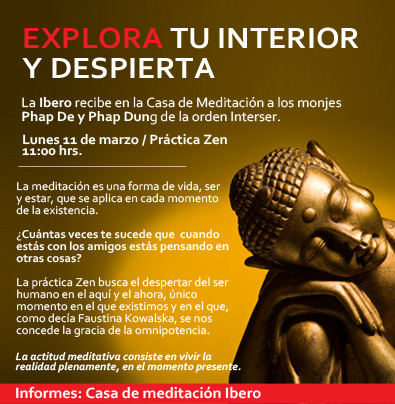 EXPLORA TU INTERIOR
Y DESPIERTA
La Ibero recibe en la Casa de Meditación a los monjes
Phap De y Phap Dung de la orden Interser.
Lunes 11 de marzo / Práctica Zen
11:00 hrs.
La meditación es una forma de vida, ser
y estar, que se aplica en cada momento
de la existencia.
¿Cuántas veces te sucede que cuando
estás con los amigos estás pensando en
otras cosas?
La práctica Zen busca el despertar del ser
humano en el aquí y el ahora, único
momento en el que existimos y en el que,
como decía Faustina Kowalska, se nos
concede la gracia de la omnipotencia.
La actitud meditativa consiste en vivir la
realidad plenamente, en el momento presente.
Informes: Casa de meditación Ibero